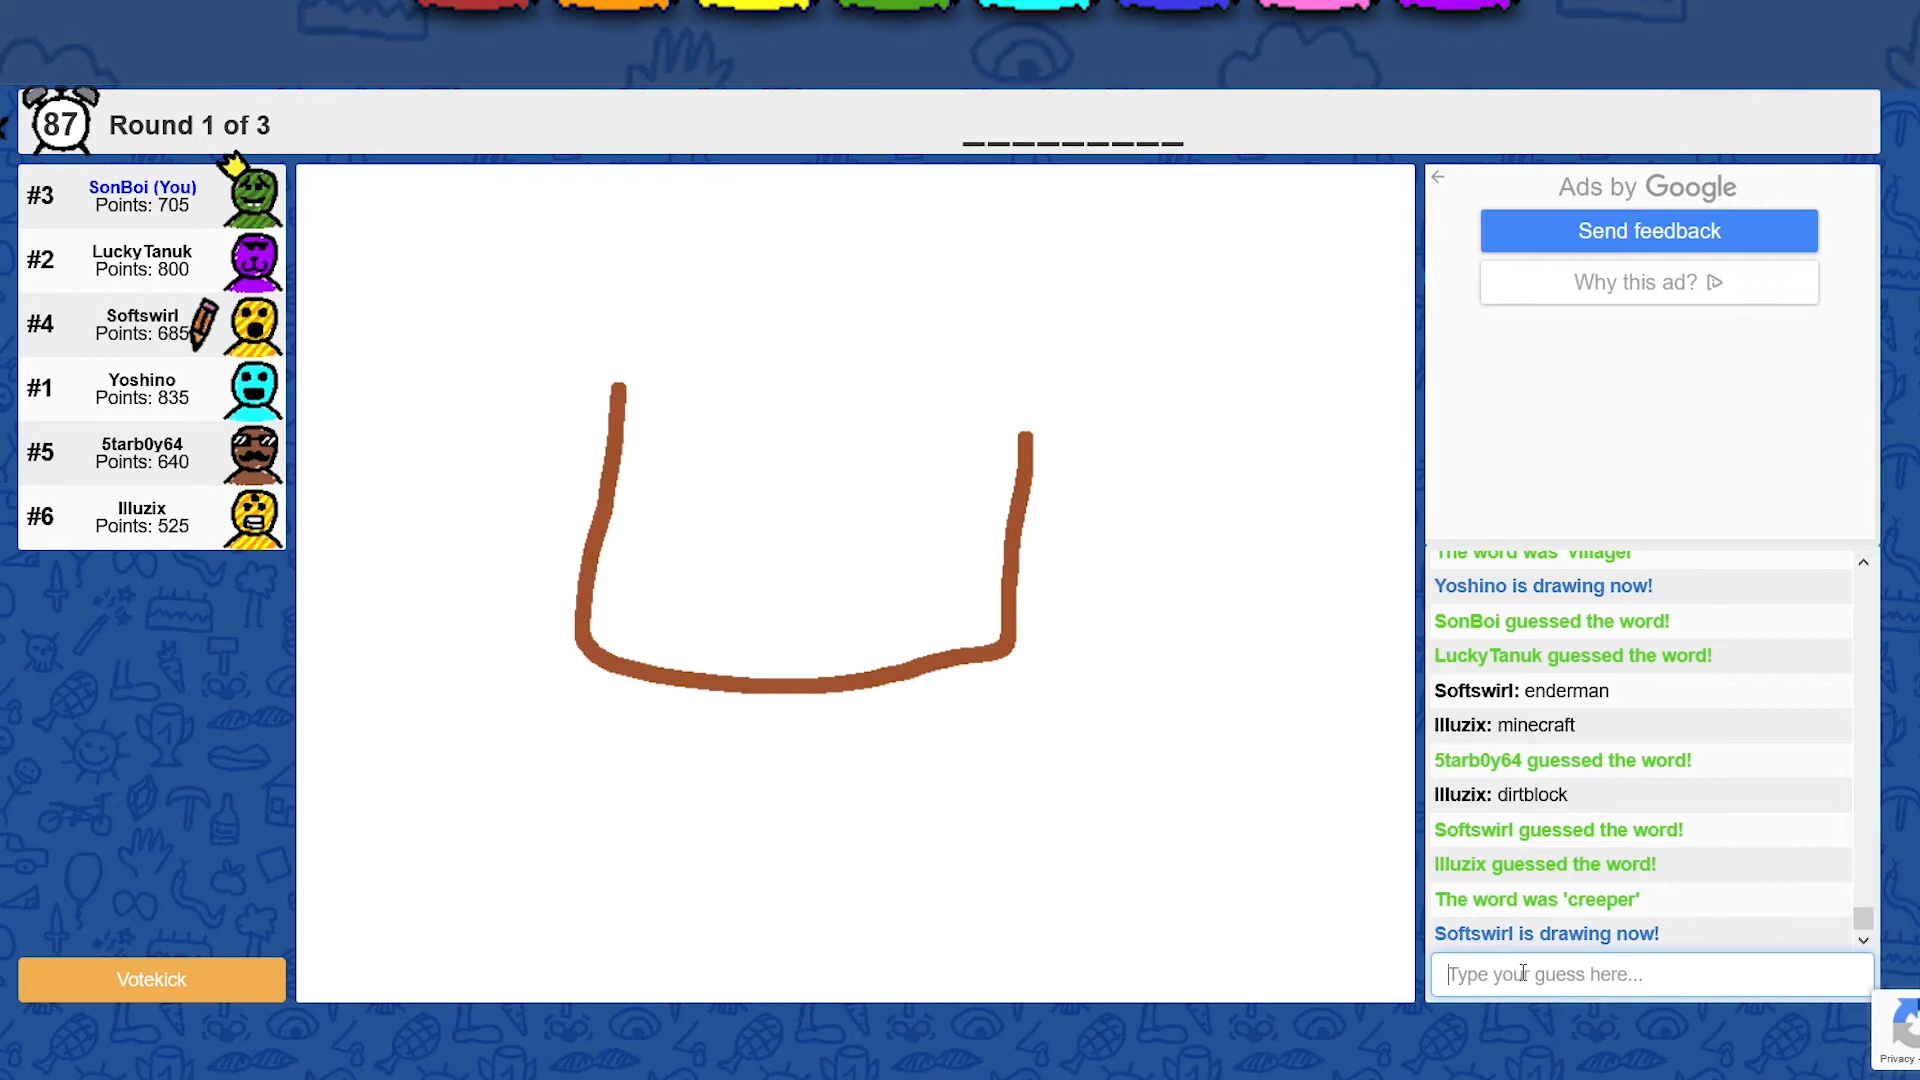 87 Round 1 of 3
_ _ _ _ _ _ _ _ _
#3 SonBoi (You)
Points: 705
#2 LuckyTanuk
Points: 800
#4 Softswirl
Points: 685
#1 Yoshino
Points: 835
#5 5tarb0y64
Points: 640
#6 Illuzix
Points: 525
Votekick
Ads by Google
Send feedback
Why this ad?
The word was 'villager'
Yoshino is drawing now!
SonBoi guessed the word!
LuckyTanuk guessed the word!
Softswirl: enderman
Illuzix: minecraft
5tarb0y64 guessed the word!
Illuzix: dirtblock
Softswirl guessed the word!
Illuzix guessed the word!
The word was 'creeper'
Softswirl is drawing now!
Type your guess here...
Privacy -